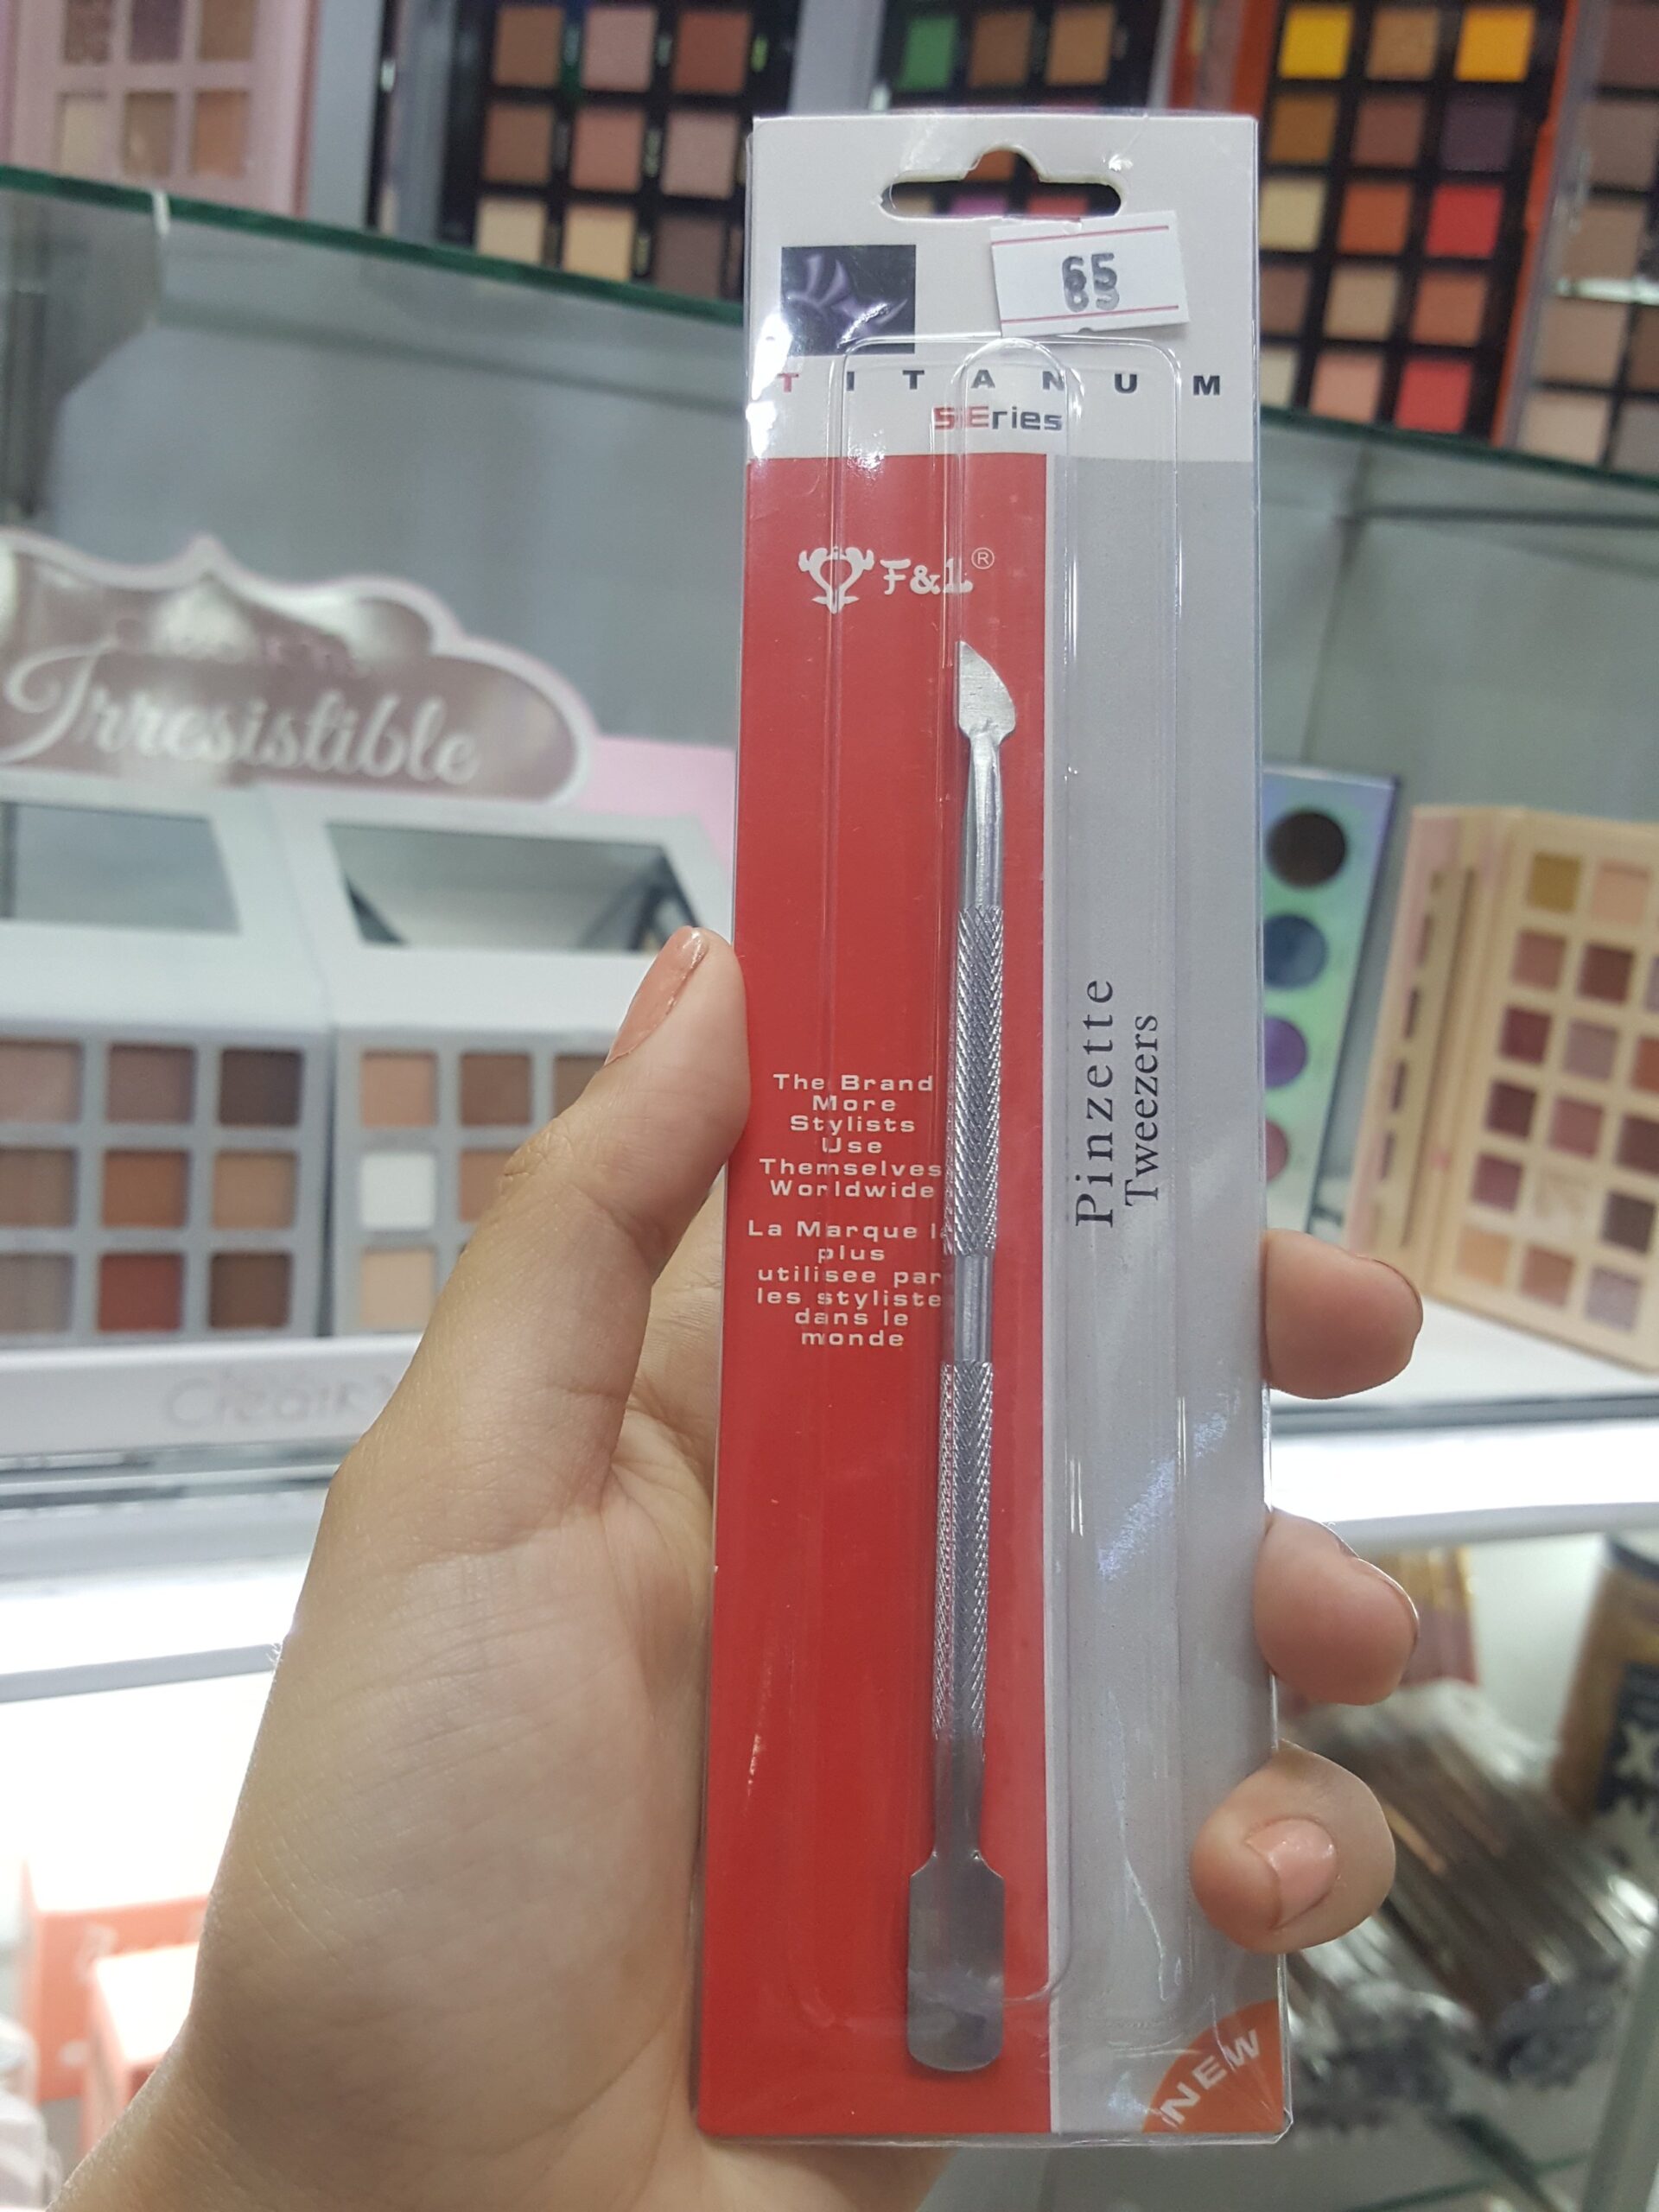 65
TITANUM
SEries
F&L®
The Brand
More
Stylists
Use
Themselves
Worldwide
La Marque
plus
utilisee par
les styliste
dans le
monde
Pinzette
Tweezers
NEW
Irresistible